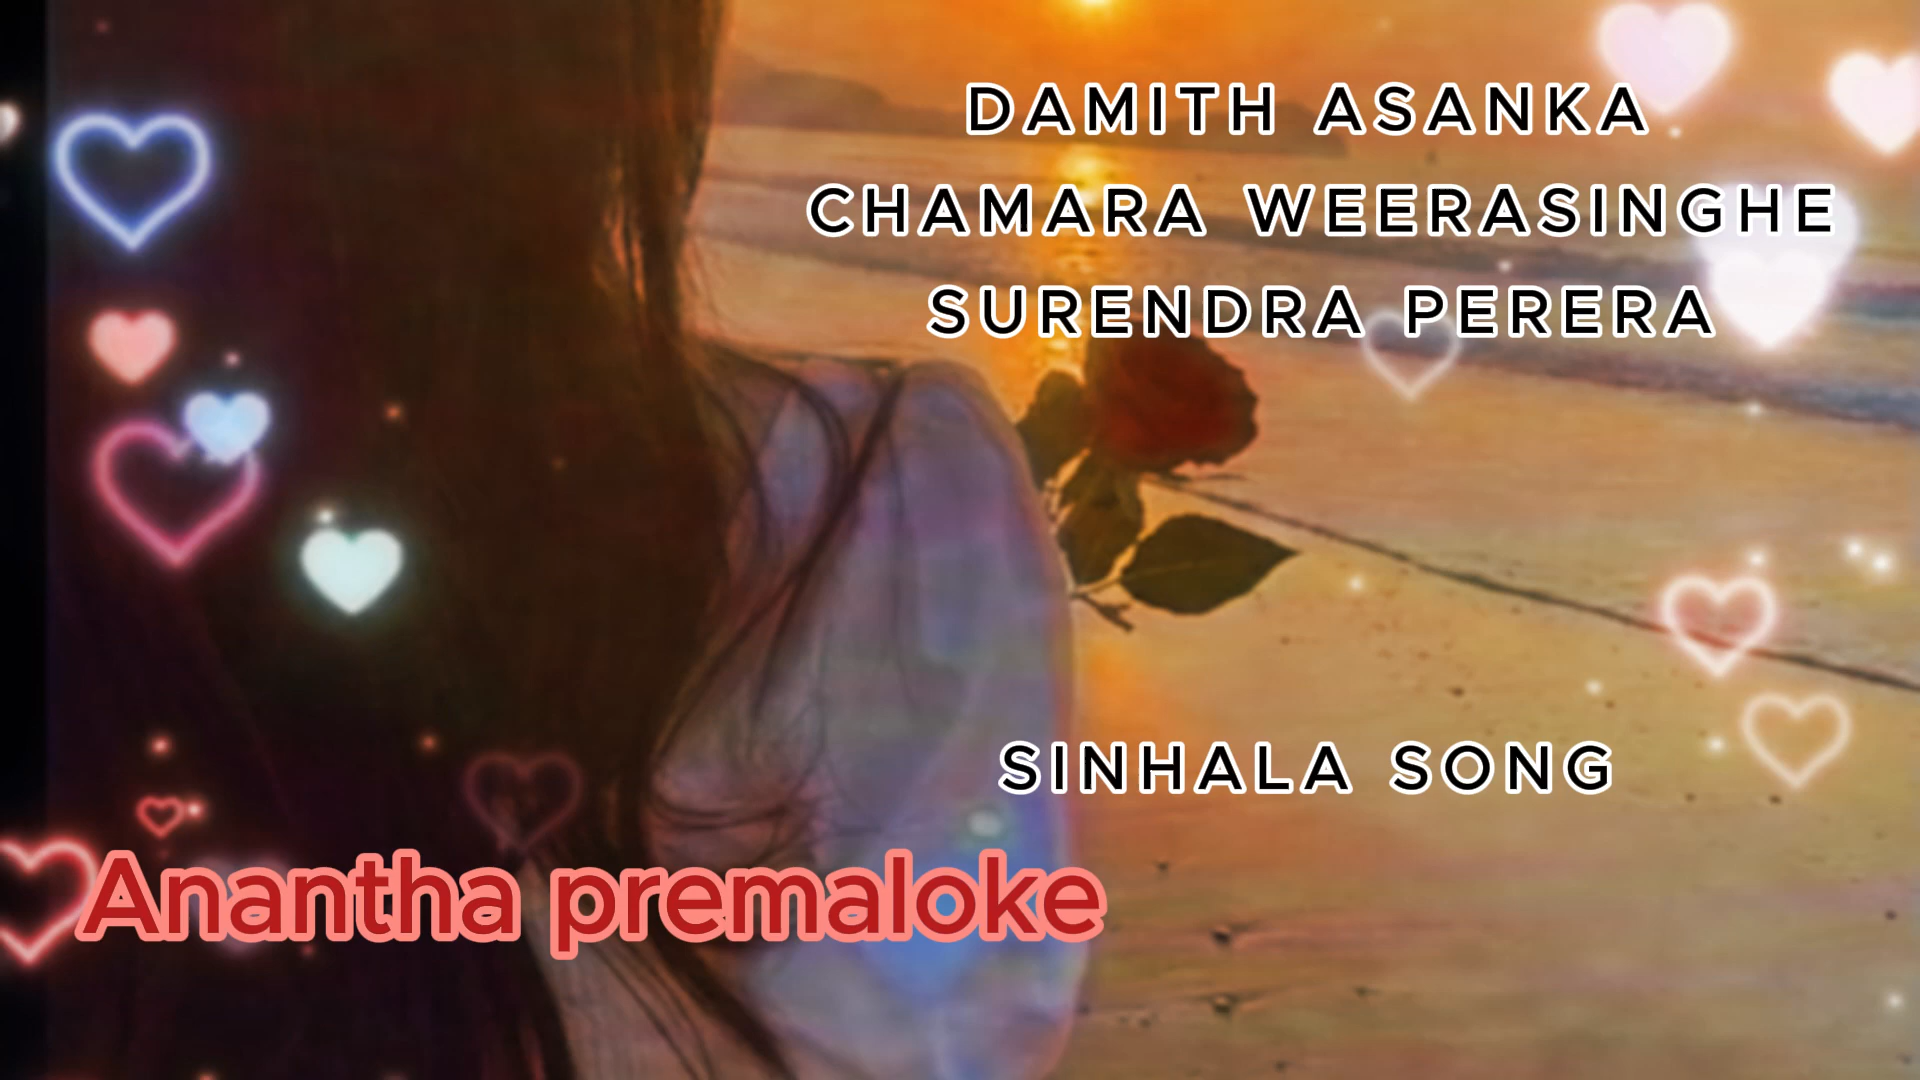 DAMITH ASANKA
CHAMARA WEERASINGHE
SURENDRA PERERA
SINHALA SONG
Anantha premaloke